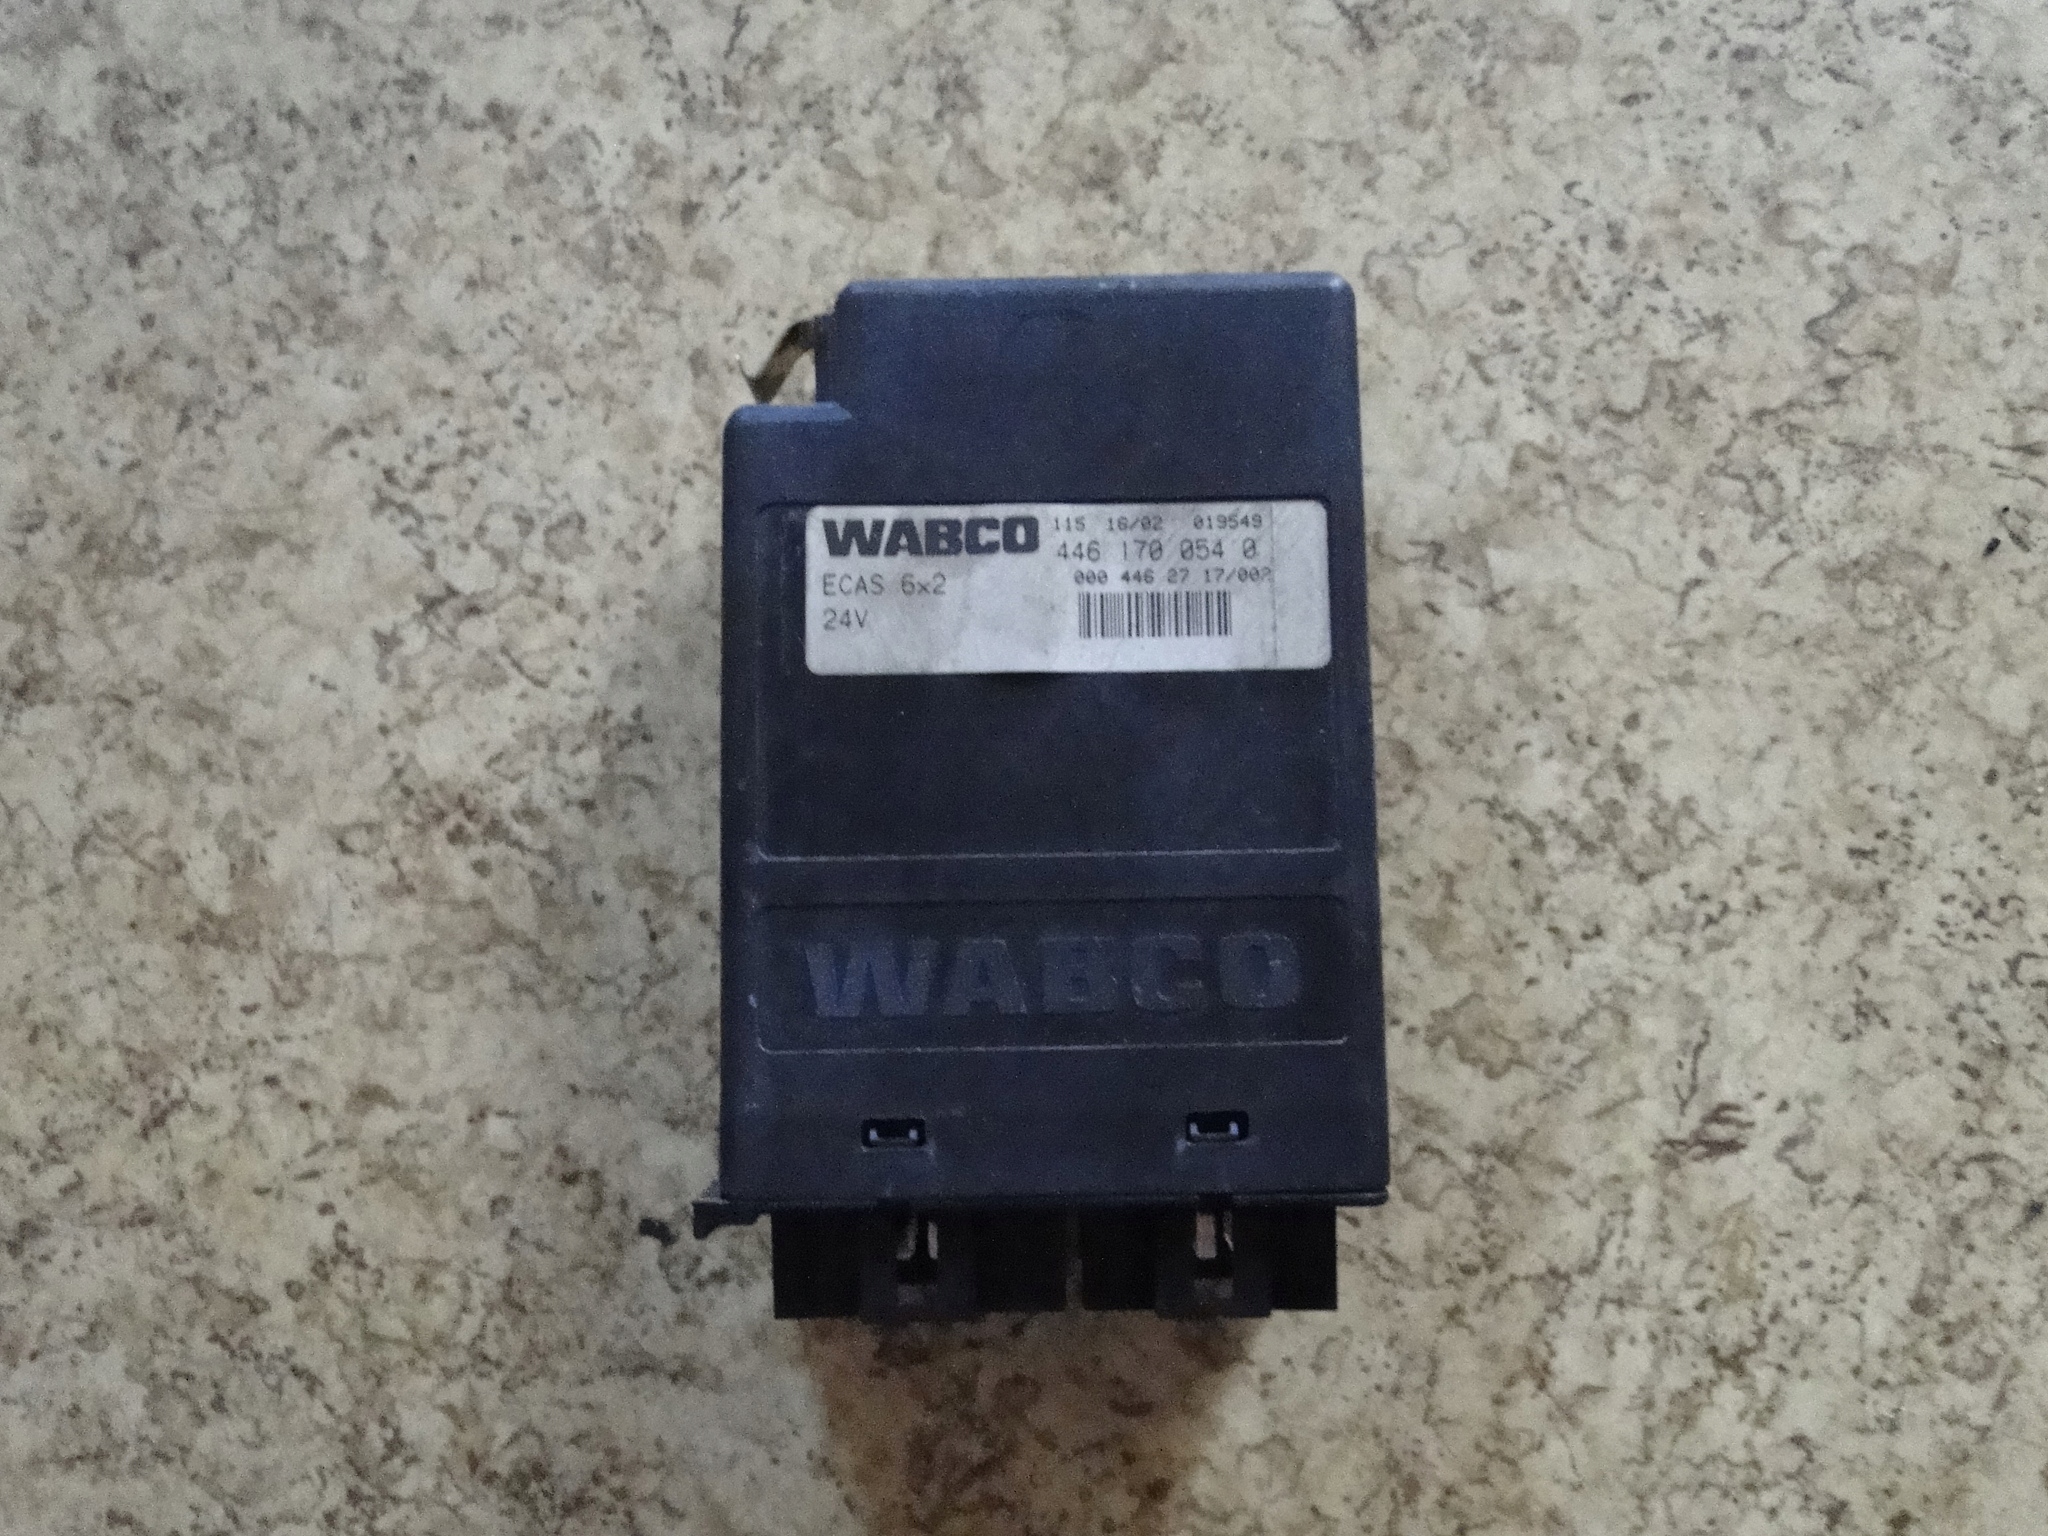 WABCO 115 16/02 019549
446 170 054 0
ECAS 6x2 000 446 27 17/002
24V
WABCO